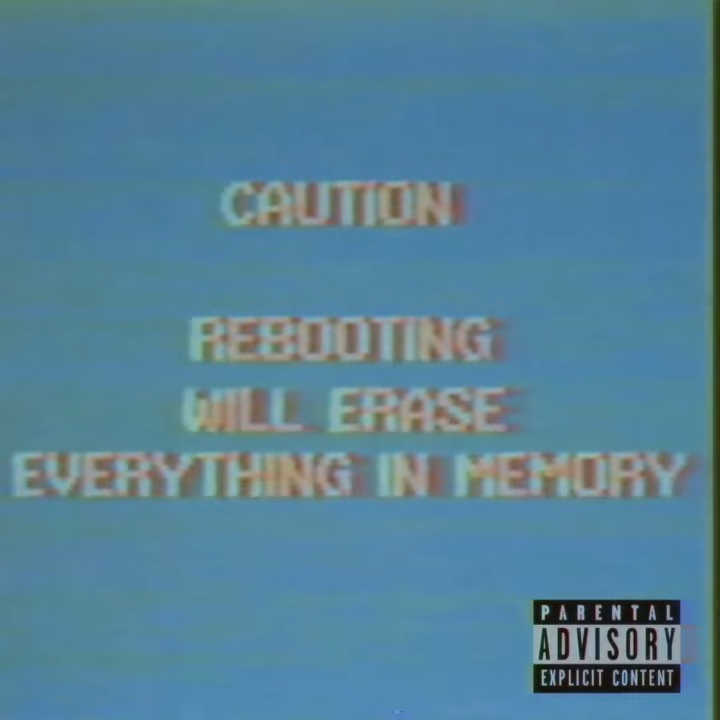 CAUTION
REBOOTING
WILL ERASE
EVERYTHING IN MEMORY
PARENTAL
ADVISORY
EXPLICIT CONTENT